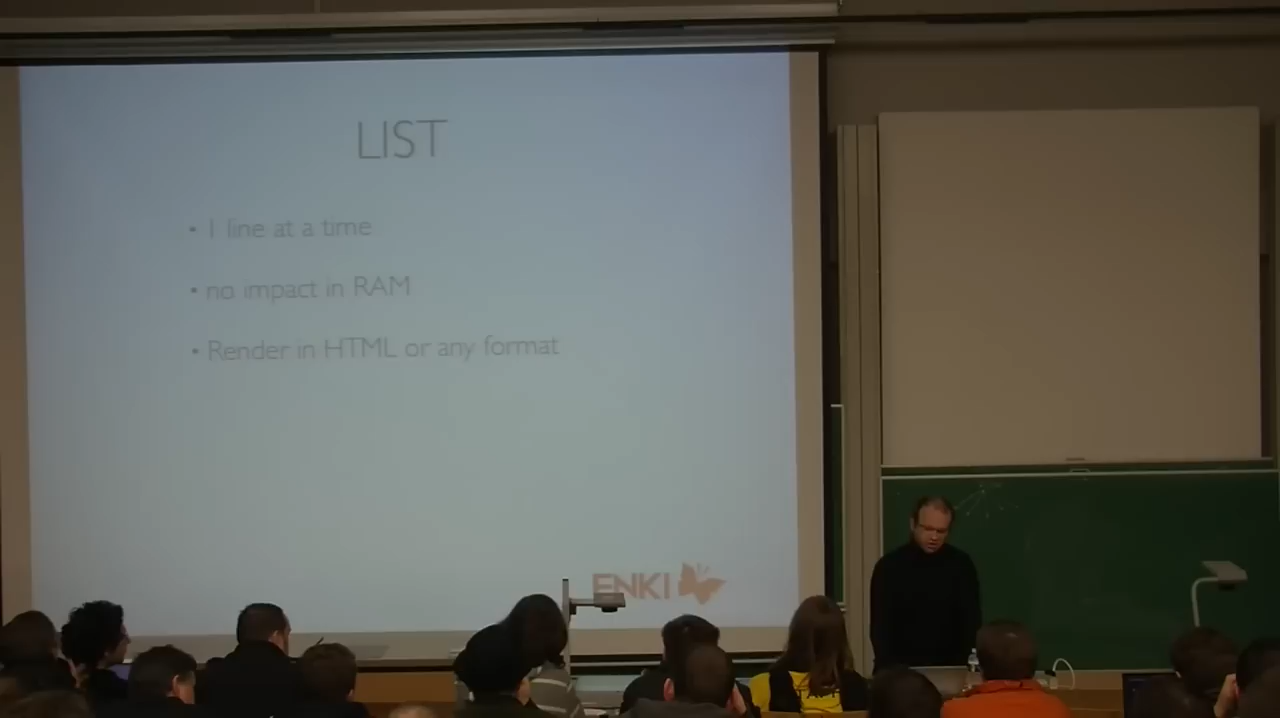 LIST
• 1 line at a time
• no impact in RAM
• Render in HTML or any format
ENKI